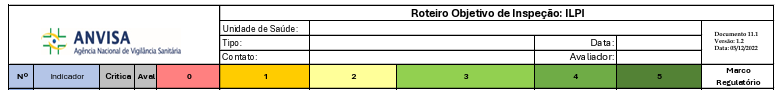 Roteiro Objetivo de Inspeção: ILPI
ANVISA
Agência Nacional de Vigilância Sanitária
Unidade de Saúde:
Tipo: Data:
Contato: Avaliador:
Documento 11.1
Versão: 1.2
Data: 05/12/2022
Nº Indicador Crítica Aval 0 1 2 3 4 5 Marco Regulatório